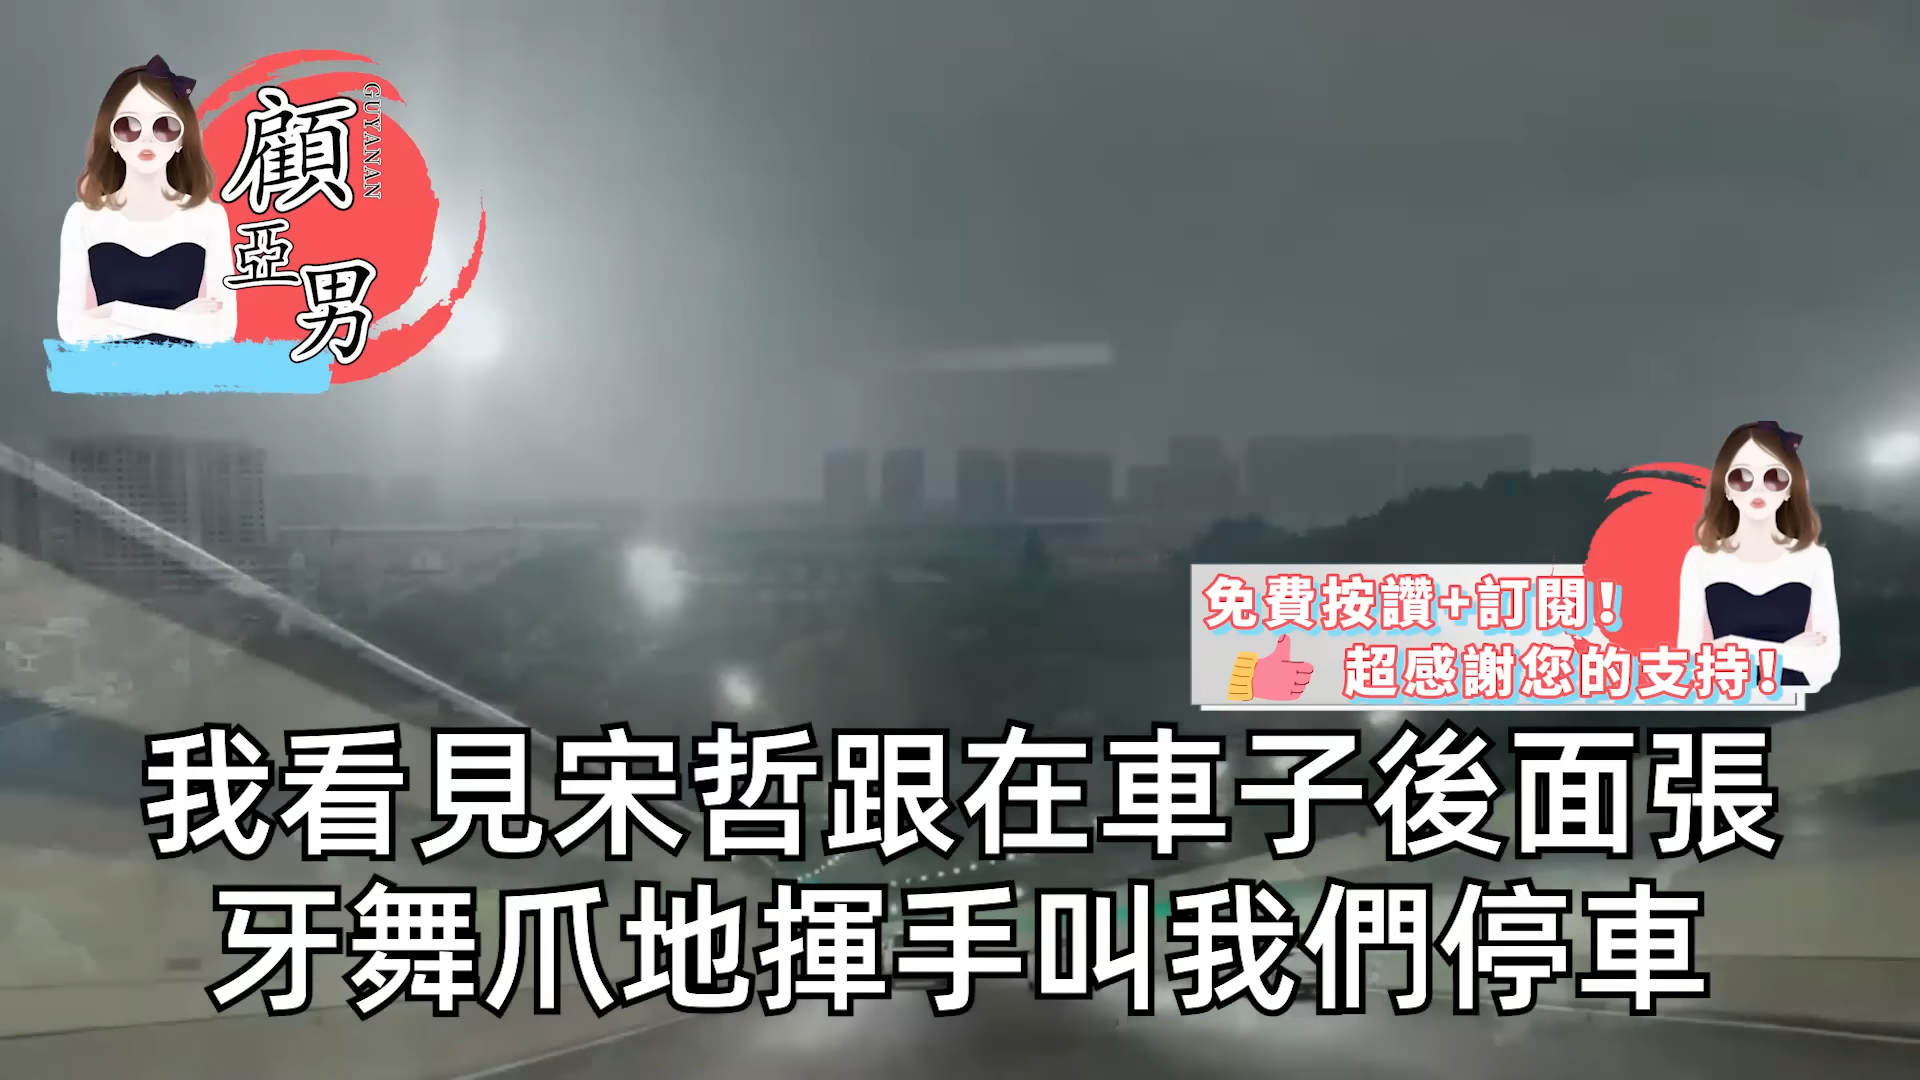 顧亞男
GUYANAN
免費按讚+訂閱!
超感謝您的支持!
我看見宋哲跟在車子後面張
牙舞爪地揮手叫我們停車